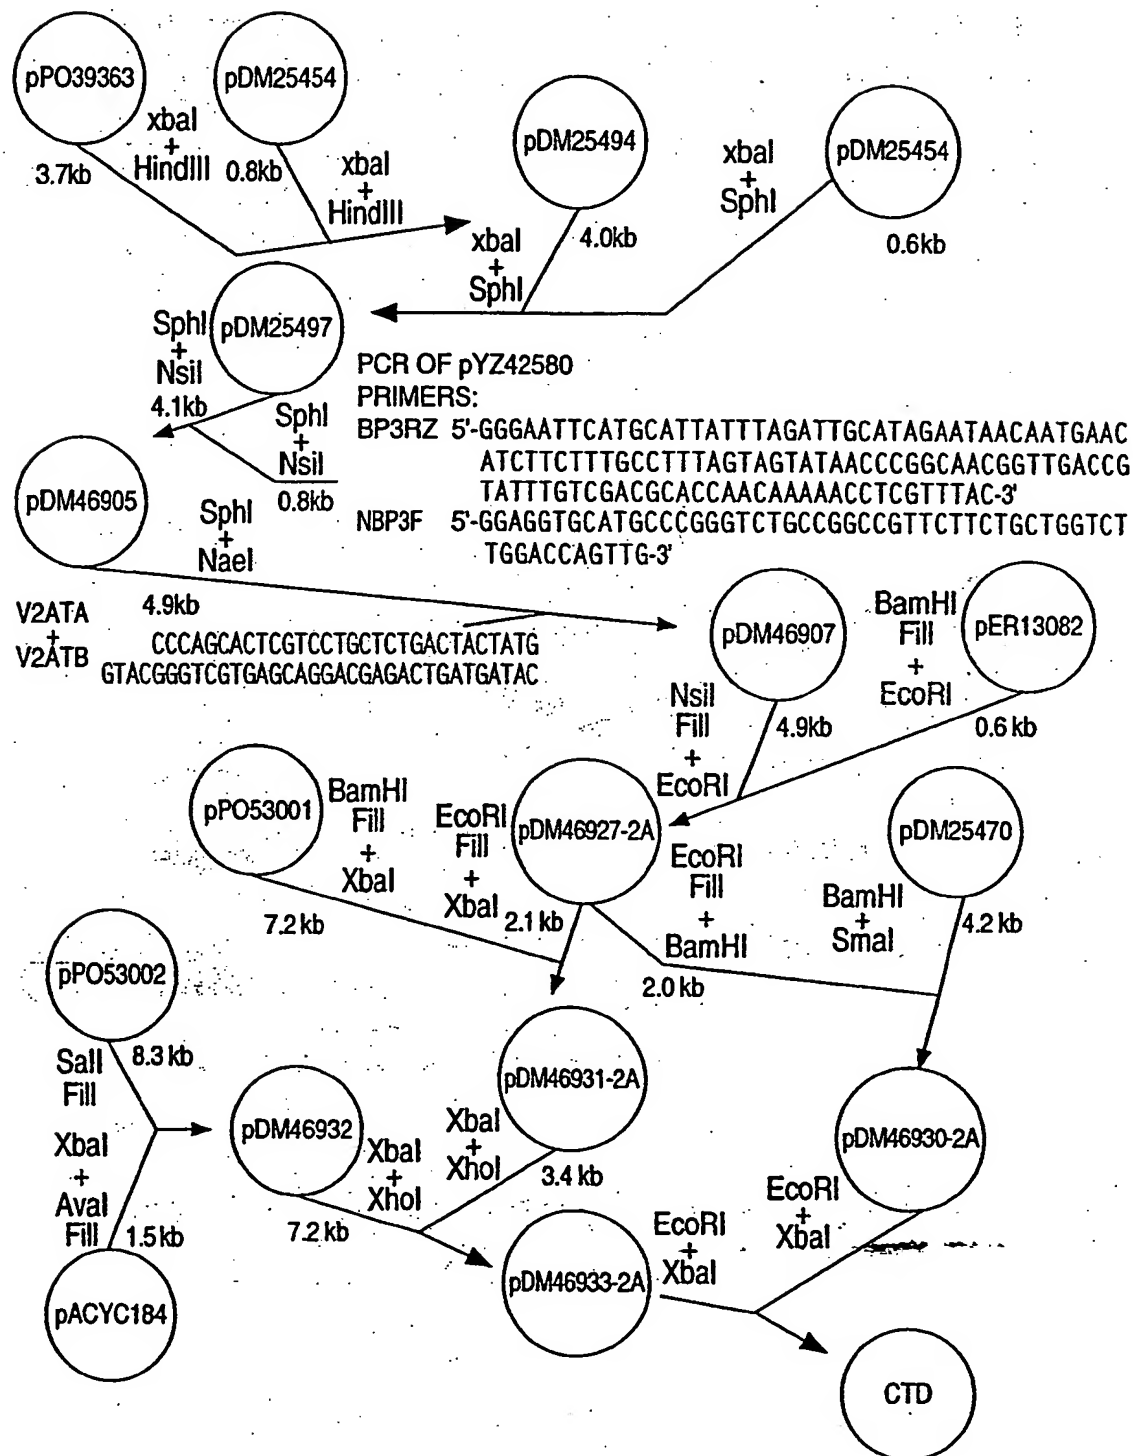 pPO39363
xbaI
+
HindIII
3.7kb
pDM25454
0.8kb
xbaI
+
HindIII
pDM25494
4.0kb
xbaI
+
SphI
xbaI
+
SphI
pDM25454
0.6kb
SphI
+
NsiI
pDM25497
4.1kb
SphI
+
NsiI
0.8kb
PCR OF pYZ42580
PRIMERS:
BP3RZ 5'-GGGAATTCATGCATTATTTAGATTGCATAGAATAACAATGAAC
ATCTTCTTTGCCTTTAGTAGTATAACCCGGCAACGGTTGACCG
TATTTGTCGACGCACCAACAAAAACCTCGTTTAC-3'
NBP3F 5'-GGAGGTGCATGCCCGGGTCTGCCGGCCGTTCTTCTGCTGGTCT
TGGACCAGTTG-3'
pDM46905
SphI
+
NaeI
4.9kb
V2ATA
+
V2ATB
CCCAGCACTCGTCCTGCTCTGACTACTATG
GTACGGGTCGTGAGCAGGACGAGACTGATGATAC
pDM46907
NsiI
Fill
+
EcoRI
4.9kb
BamHI
Fill
+
EcoRI
pER13082
0.6 kb
pPO53001
BamHI
Fill
+
XbaI
7.2 kb
EcoRI
Fill
+
XbaI
2.1 kb
pDM46927-2A
EcoRI
Fill
+
BamHI
2.0 kb
pDM25470
BamHI
+
SmaI
4.2 kb
pPO53002
SalI
Fill
8.3 kb
XbaI
+
AvaI
Fill
1.5 kb
pACYC184
pDM46932
XbaI
+
XhoI
7.2 kb
pDM46931-2A
XbaI
+
XhoI
3.4 kb
pDM46930-2A
EcoRI
+
XbaI
pDM46933-2A
EcoRI
+
XbaI
CTD